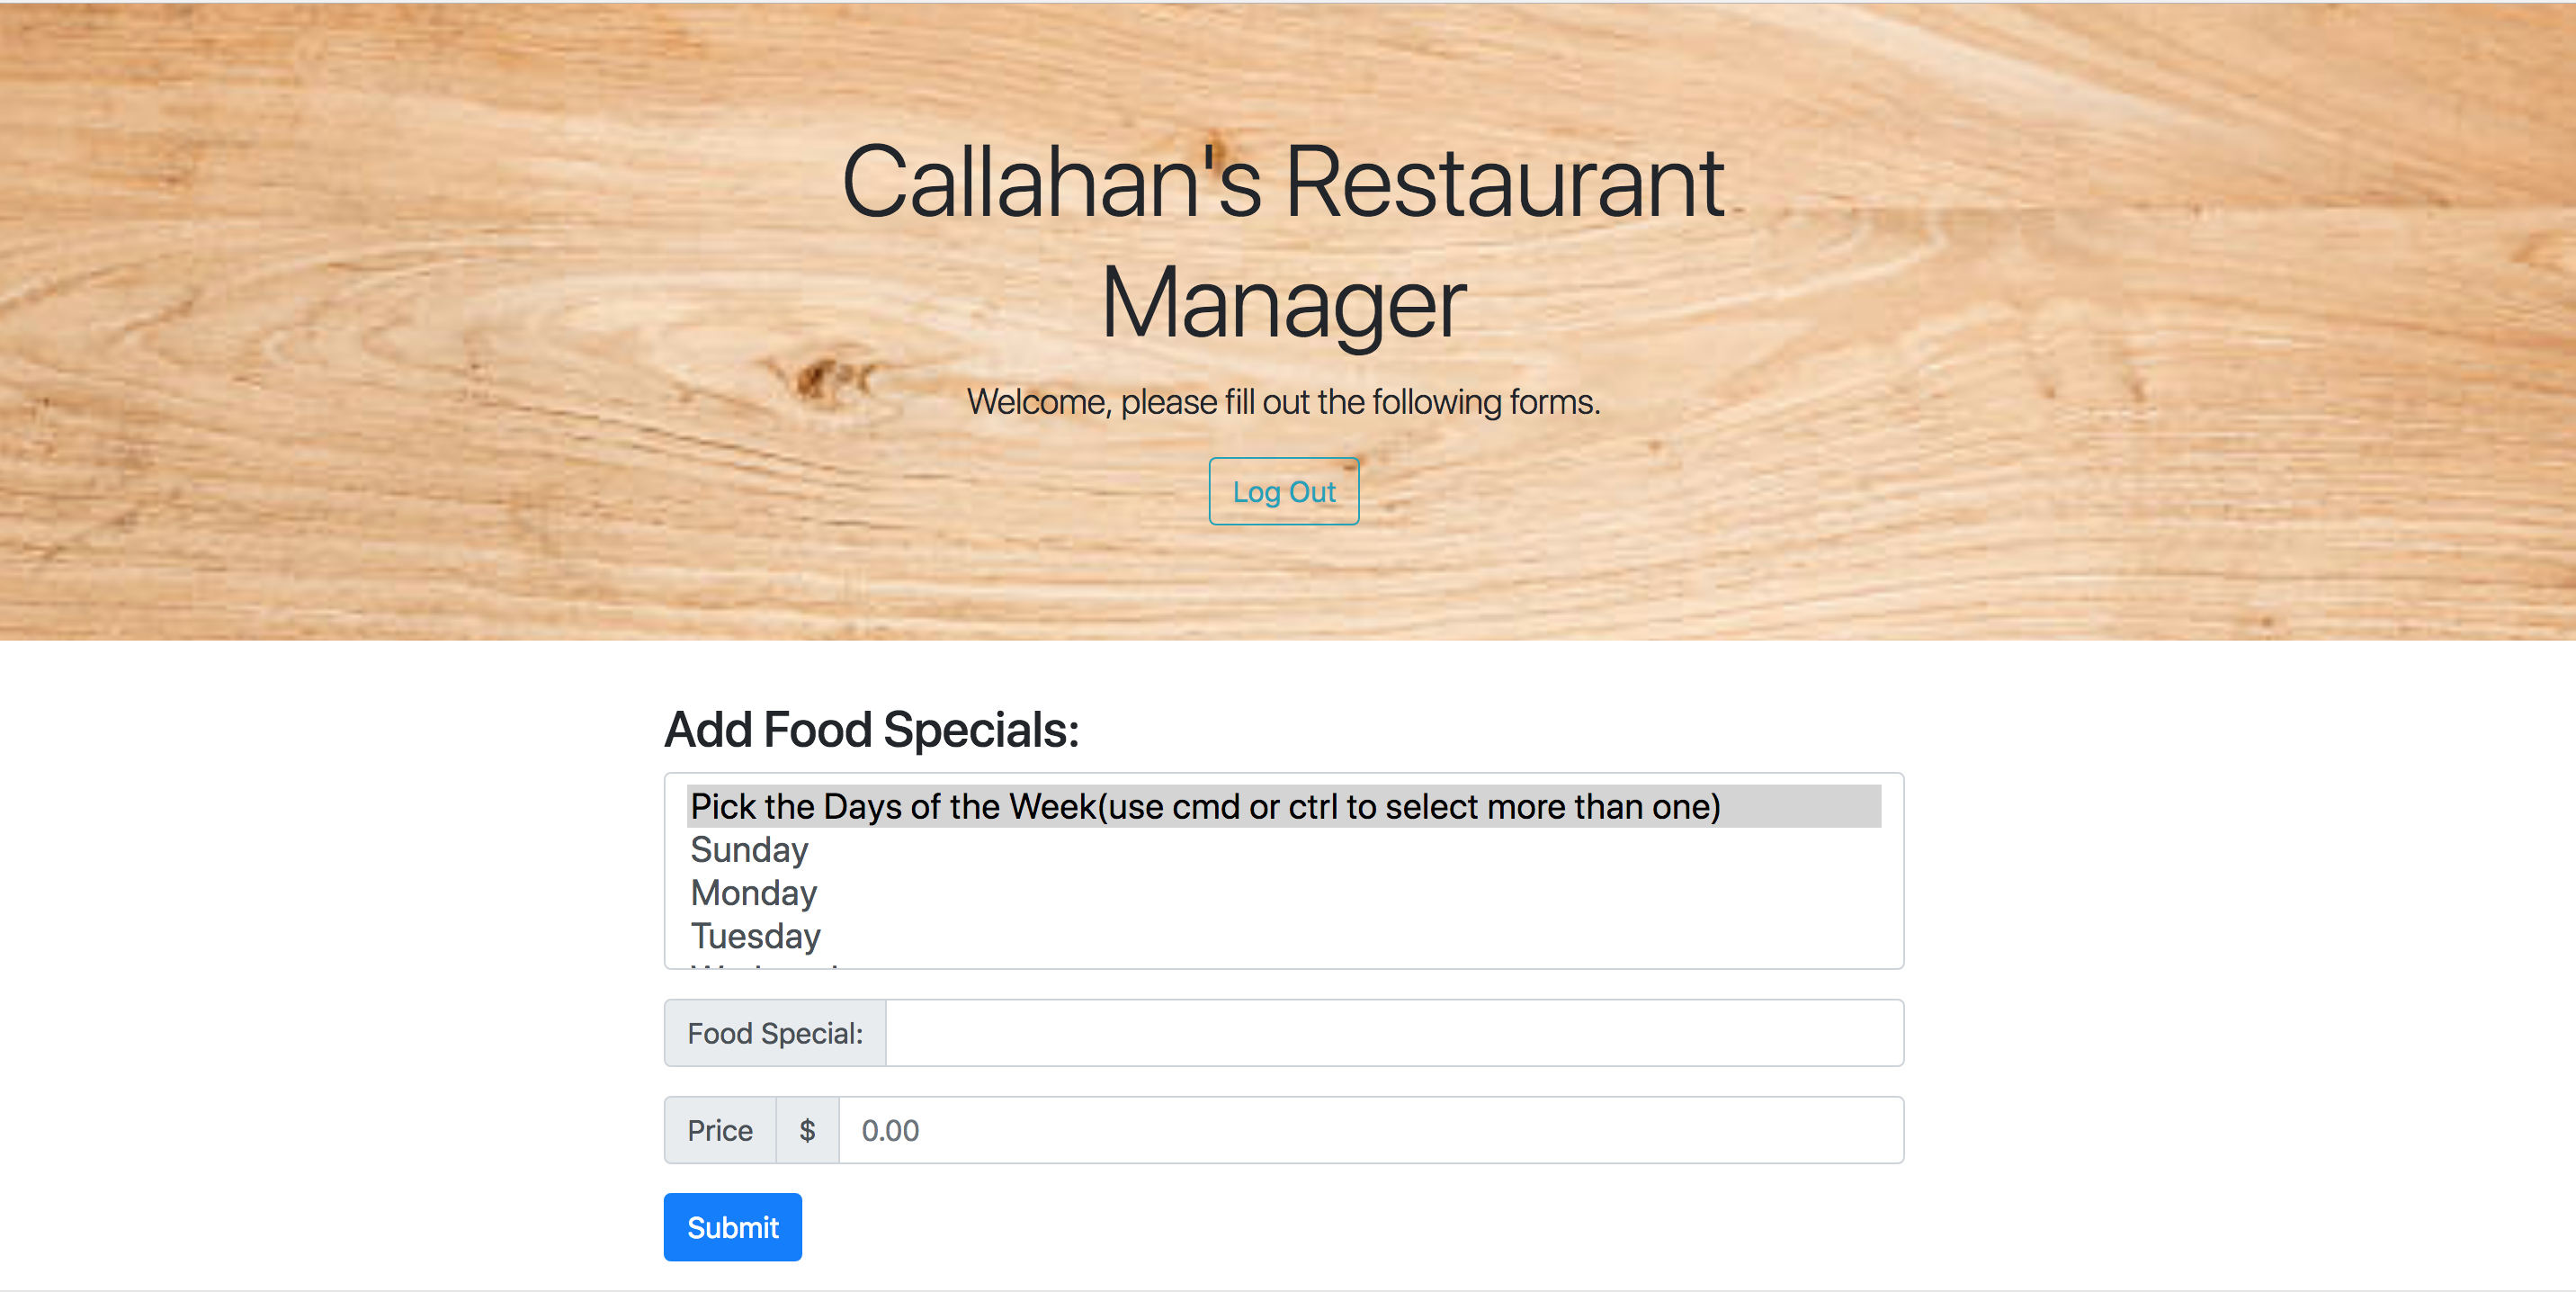 Callahan's Restaurant
Manager
Welcome, please fill out the following forms.
Log Out
Add Food Specials:
Pick the Days of the Week(use cmd or ctrl to select more than one)
Sunday
Monday
Tuesday
Food Special:
Price $ 0.00
Submit